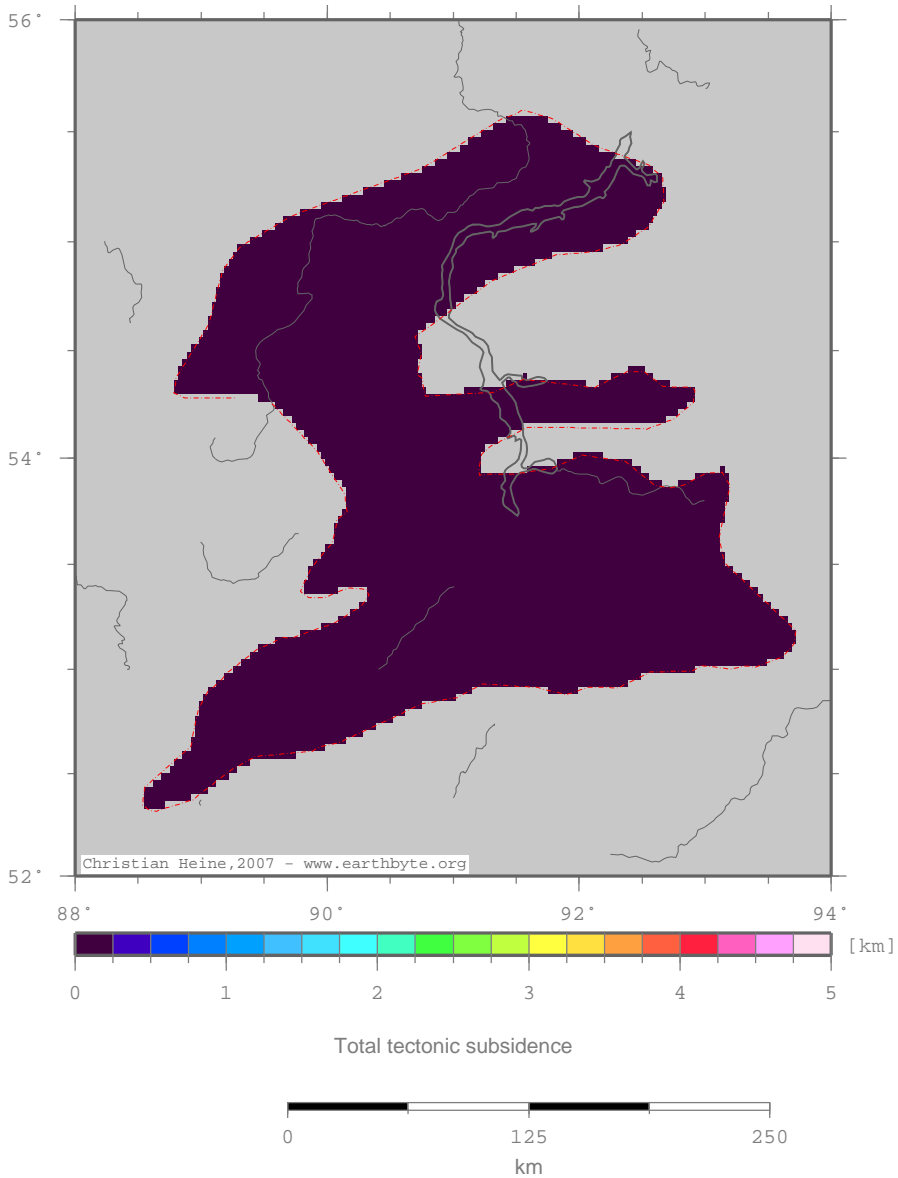 56°
54°
52°
Christian Heine,2007 - www.earthbyte.org
88° 90° 92° 94°
[km]
0 1 2 3 4 5
Total tectonic subsidence
0 125 250
km